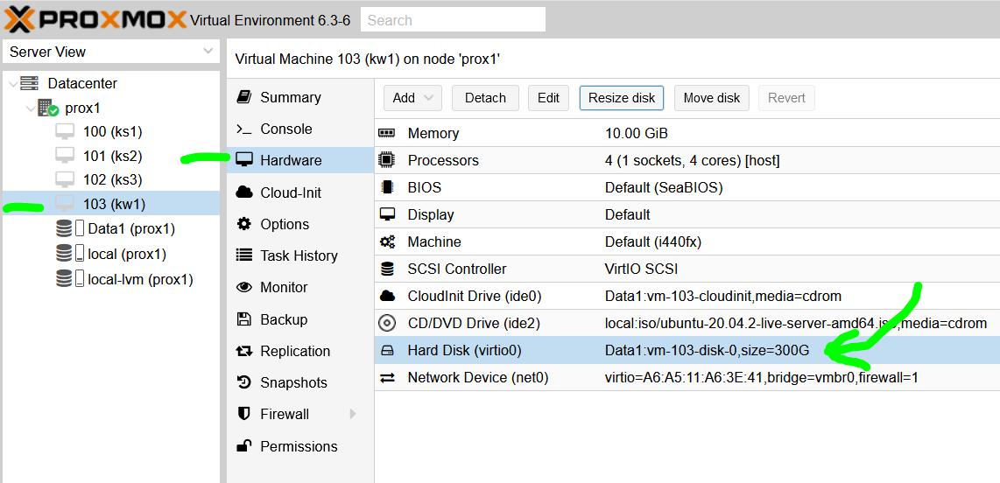 PROXMOX Virtual Environment 6.3-6 Search
Server View
Datacenter
prox1
100 (ks1)
101 (ks2)
102 (ks3)
103 (kw1)
Data1 (prox1)
local (prox1)
local-lvm (prox1)
Virtual Machine 103 (kw1) on node 'prox1'
Summary
Console
Hardware
Cloud-Init
Options
Task History
Monitor
Backup
Replication
Snapshots
Firewall
Permissions
Add Detach Edit Resize disk Move disk Revert
Memory 10.00 GiB
Processors 4 (1 sockets, 4 cores) [host]
BIOS Default (SeaBIOS)
Display Default
Machine Default (i440fx)
SCSI Controller VirtIO SCSI
CloudInit Drive (ide0) Data1:vm-103-cloudinit,media=cdrom
CD/DVD Drive (ide2) local:iso/ubuntu-20.04.2-live-server-amd64.iso,media=cdrom
Hard Disk (virtio0) Data1:vm-103-disk-0,size=300G
Network Device (net0) virtio=A6:A5:11:A6:3E:41,bridge=vmbr0,firewall=1